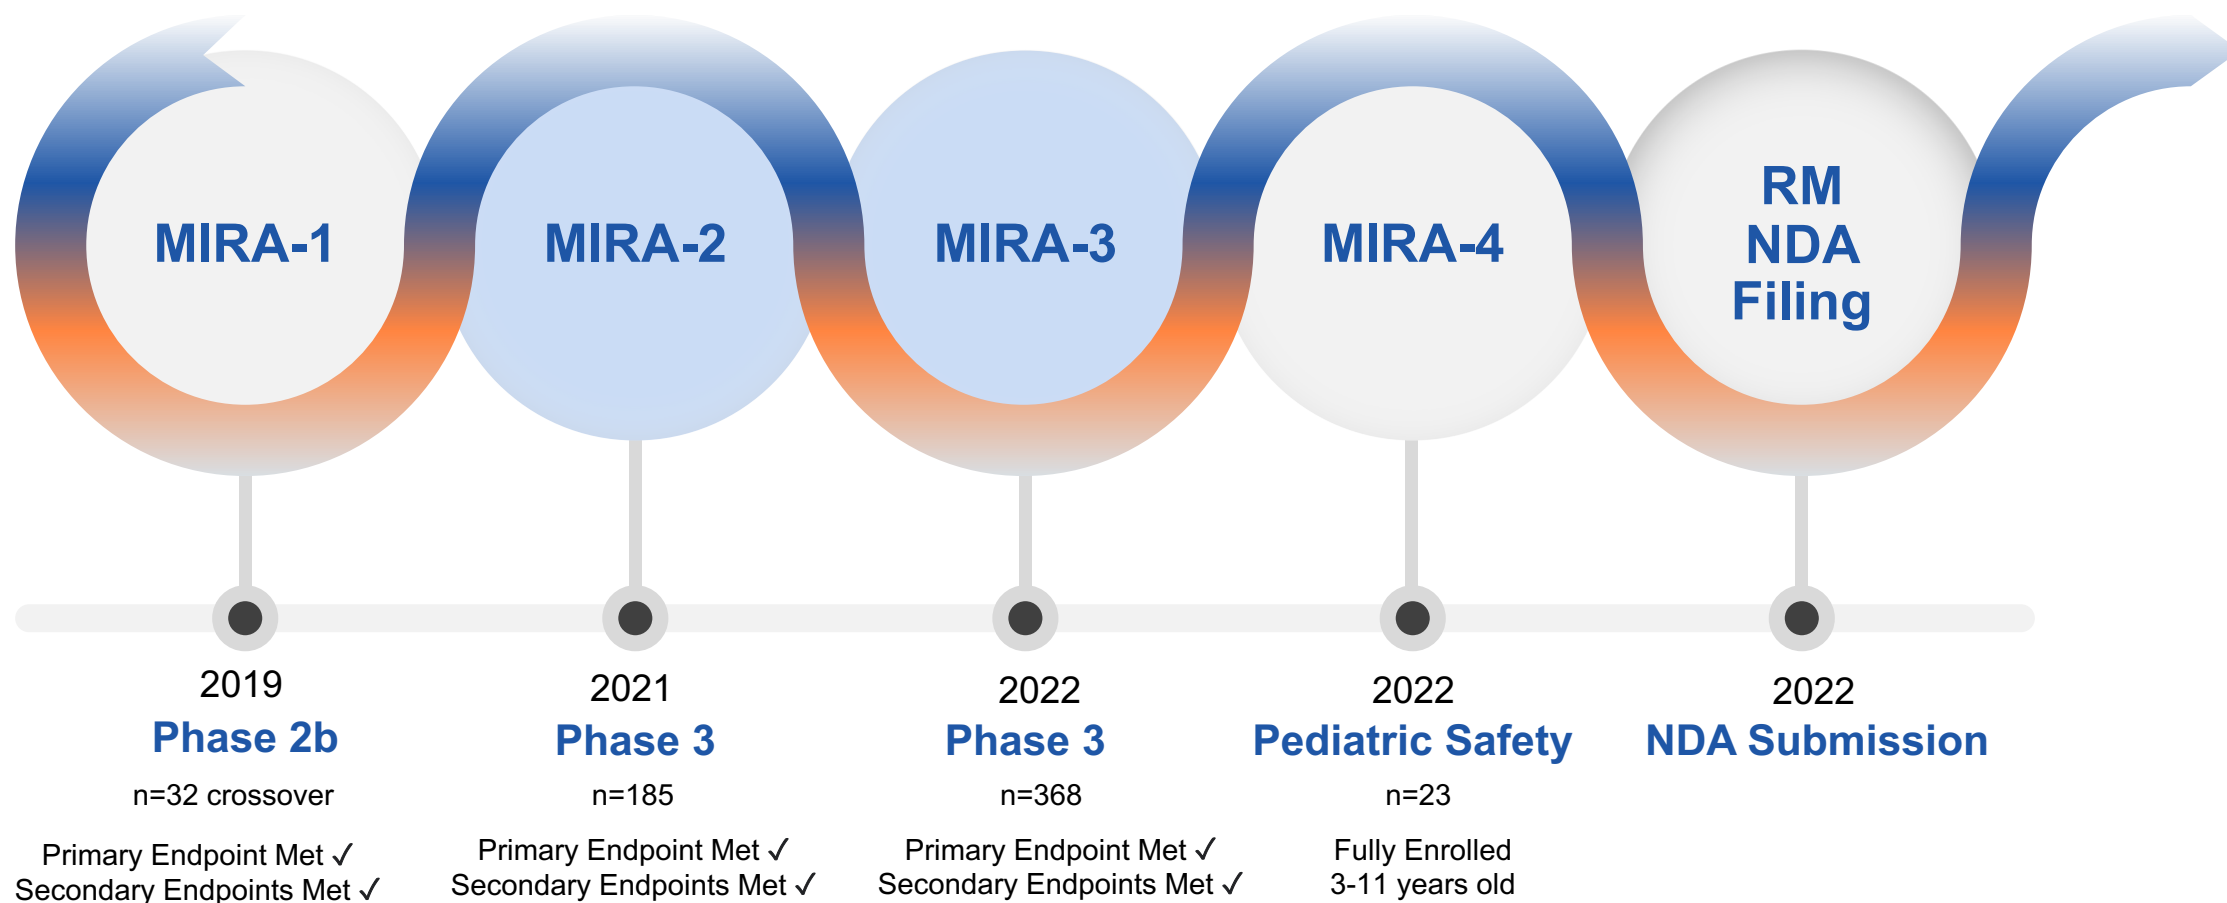 MIRA-1
MIRA-2
MIRA-3
MIRA-4
RM
NDA
Filing
2019
Phase 2b
n=32 crossover
Primary Endpoint Met ✓
Secondary Endpoints Met ✓
2021
Phase 3
n=185
Primary Endpoint Met ✓
Secondary Endpoints Met ✓
2022
Phase 3
n=368
Primary Endpoint Met ✓
Secondary Endpoints Met ✓
2022
Pediatric Safety
n=23
Fully Enrolled
3-11 years old
2022
NDA Submission